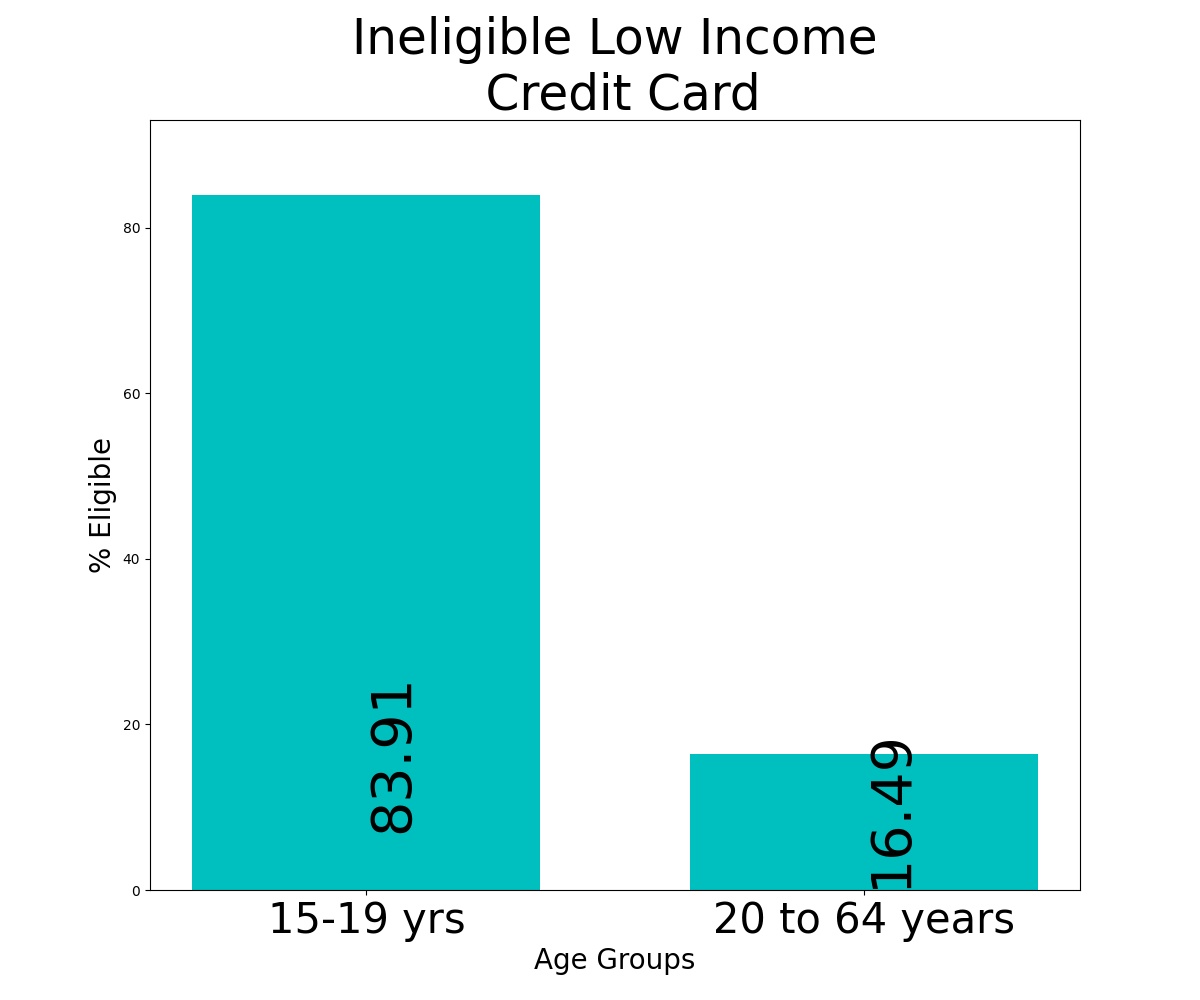 Ineligible Low Income
Credit Card
% Eligible
80
60
40
20
0
83.91
16.49
15-19 yrs
20 to 64 years
Age Groups